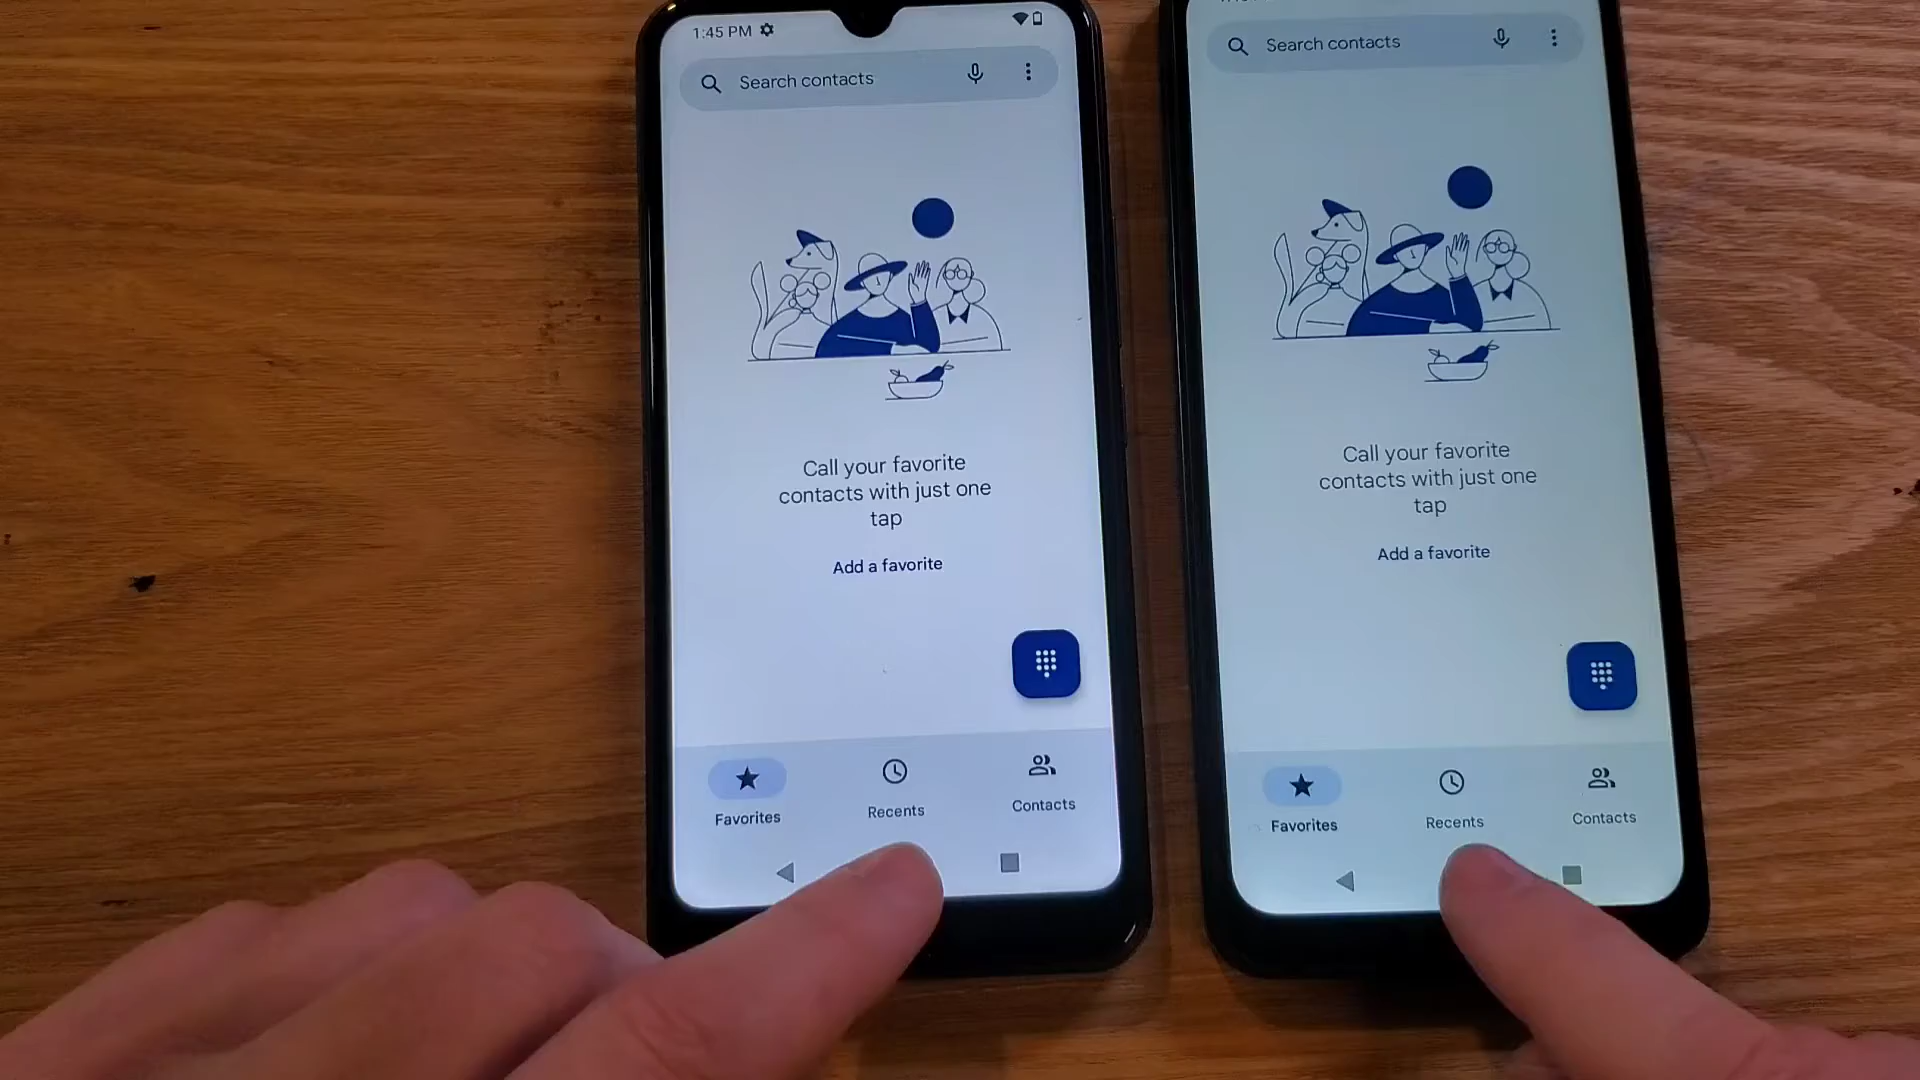 1:45 PM
Search contacts
Call your favorite
contacts with just one
tap
Add a favorite
Favorites
Recents
Contacts
Search contacts
Call your favorite
contacts with just one
tap
Add a favorite
Favorites
Recents
Contacts